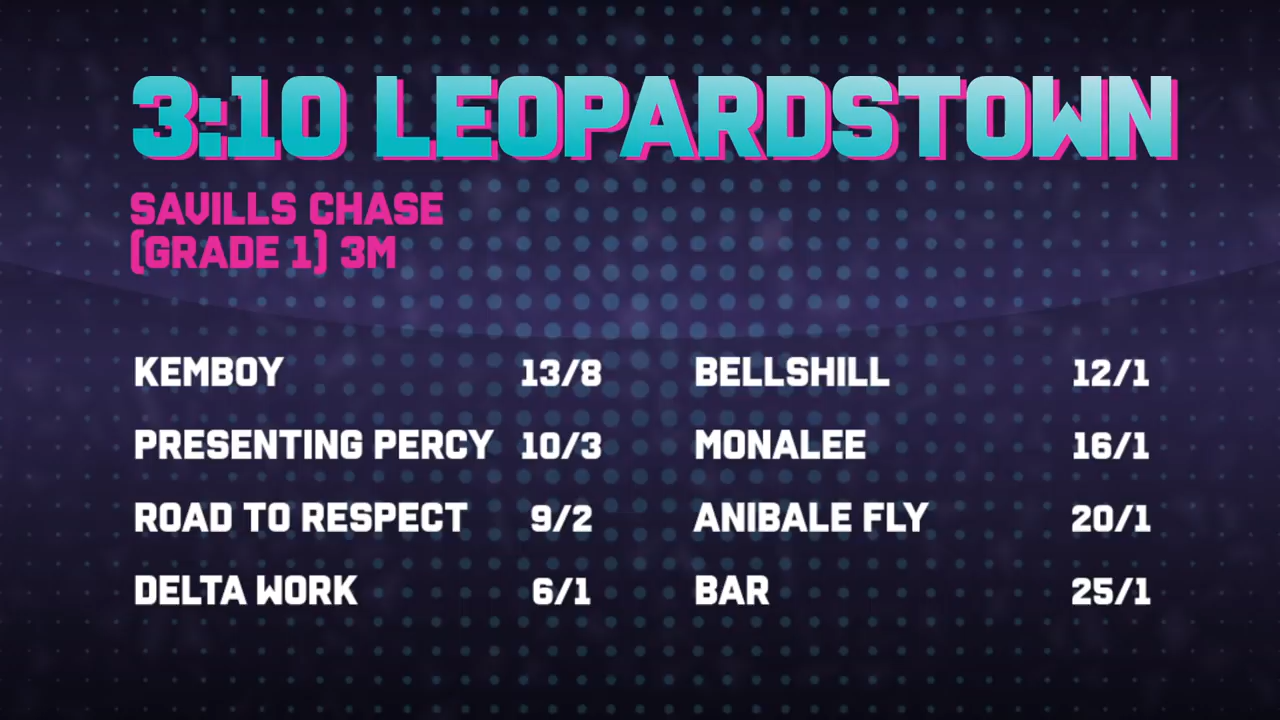 3:10 LEOPARDSTOWN
SAVILLS CHASE
(GRADE 1) 3M
KEMBOY 13/8
PRESENTING PERCY 10/3
ROAD TO RESPECT 9/2
DELTA WORK 6/1
BELLSHILL 12/1
MONALEE 16/1
ANIBALE FLY 20/1
BAR 25/1